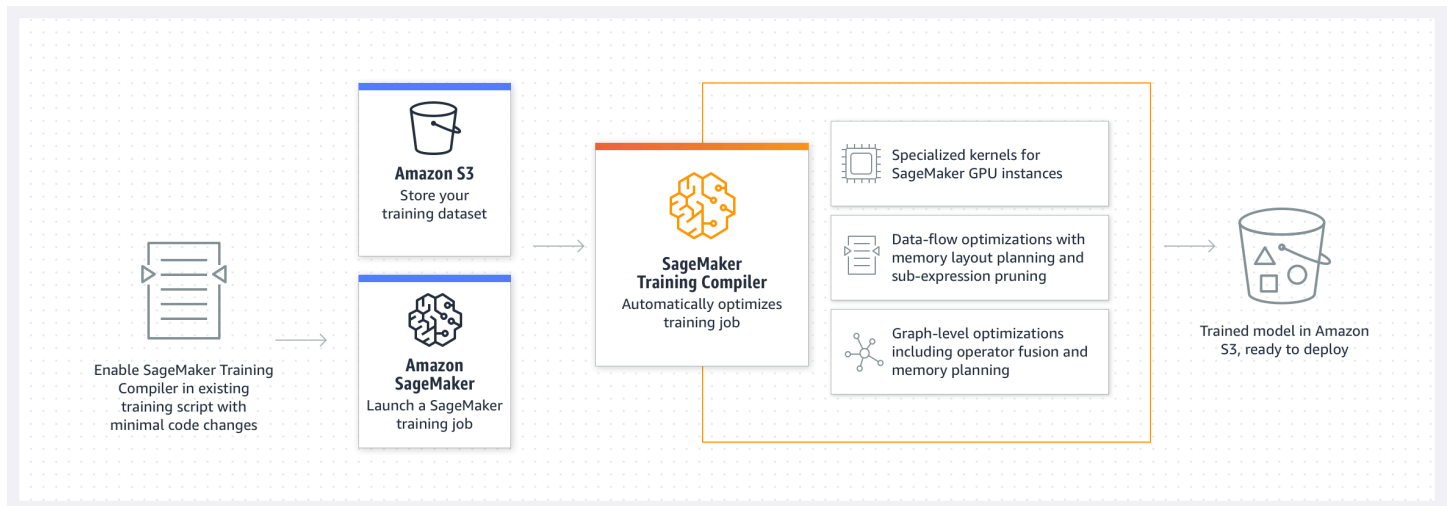 Enable SageMaker Training
Compiler in existing
training script with
minimal code changes
Amazon S3
Store your
training dataset
Amazon
SageMaker
Launch a SageMaker
training job
SageMaker
Training Compiler
Automatically optimizes
training job
Specialized kernels for
SageMaker GPU instances
Data-flow optimizations with
memory layout planning and
sub-expression pruning
Graph-level optimizations
including operator fusion and
memory planning
Trained model in Amazon
S3, ready to deploy